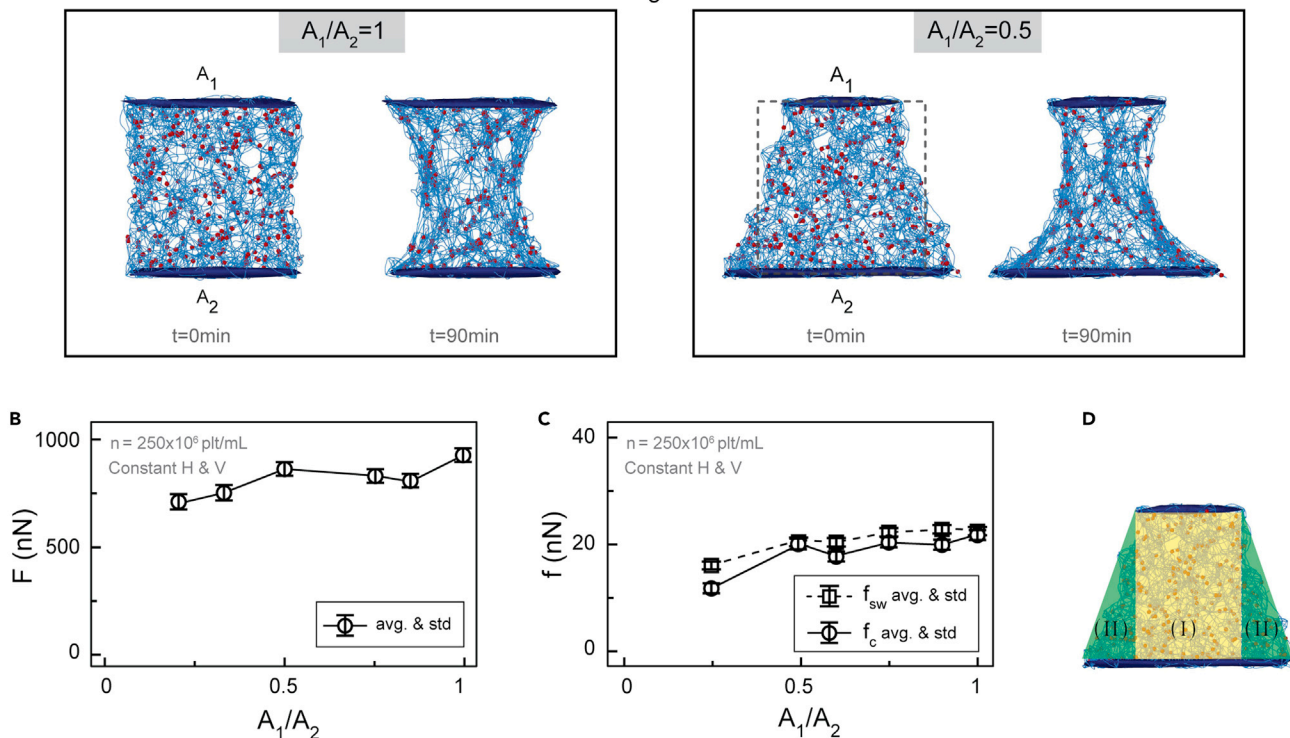 A₁/A₂=1
A₁
A₂
t=0min
t=90min
A₁/A₂=0.5
A₁
A₂
t=0min
t=90min
B
n = 250x10⁶ plt/mL
Constant H & V
F (nN)
1000
500
0
avg. & std
0
0.5
1
A₁/A₂
C
n = 250x10⁶ plt/mL
Constant H & V
f (nN)
40
20
0
f_sw avg. & std
f_c avg. & std
0
0.5
1
A₁/A₂
D
(II)
(I)
(II)